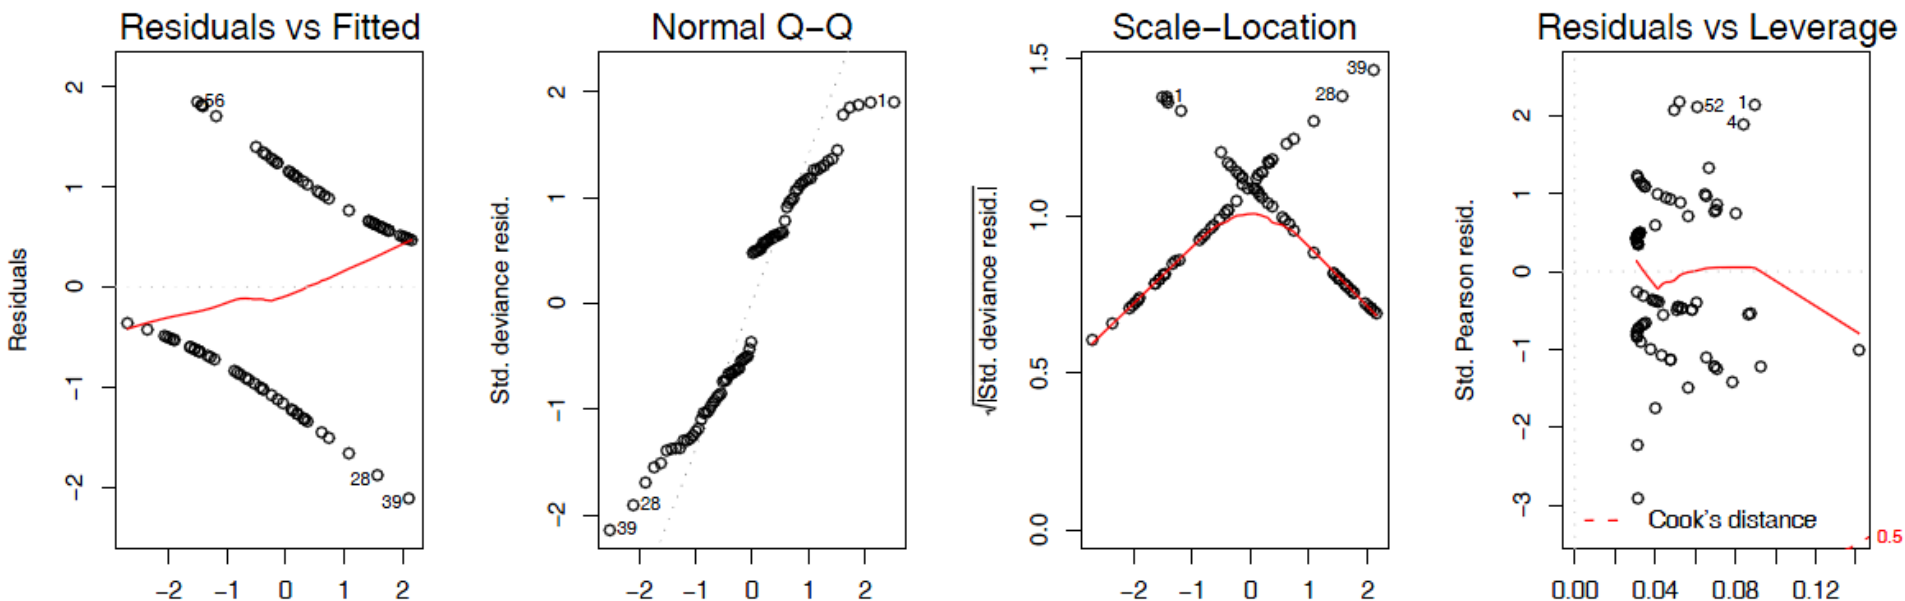 Residuals vs Fitted
Residuals
2
1
0
−1
−2
56
28
39
−2 −1 0 1 2
Normal Q−Q
Std. deviance resid.
2
1
0
−1
−2
1
28
39
−2 −1 0 1 2
Scale−Location
√|Std. deviance resid.|
1.5
1.0
0.5
0.0
39
28
1
−2 −1 0 1 2
Residuals vs Leverage
Std. Pearson resid.
2
1
0
−1
−2
−3
52
1
4
Cook's distance
0.5
0.00 0.04 0.08 0.12